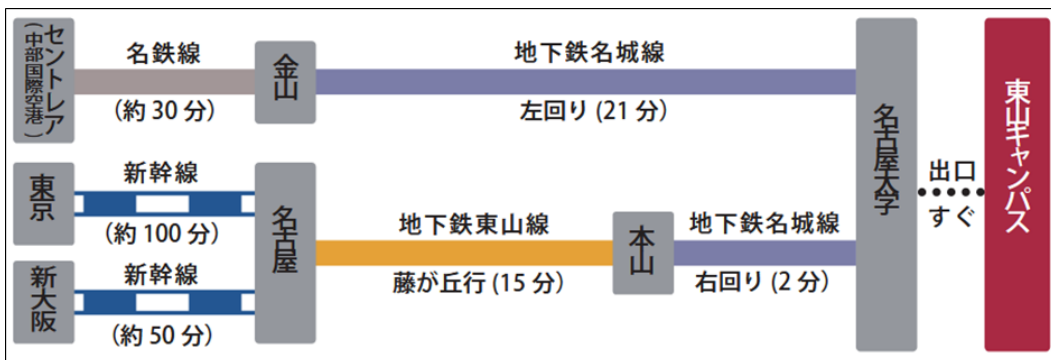 セントレア
(中部国際空港)
名鉄線
(約 30 分)
金山
地下鉄名城線
左回り (21 分)
東京
新幹線
(約 100 分)
新大阪
新幹線
(約 50 分)
名古屋
地下鉄東山線
藤が丘行 (15 分)
本山
地下鉄名城線
右回り (2 分)
名古屋大学
出口
すぐ
東山キャンパス